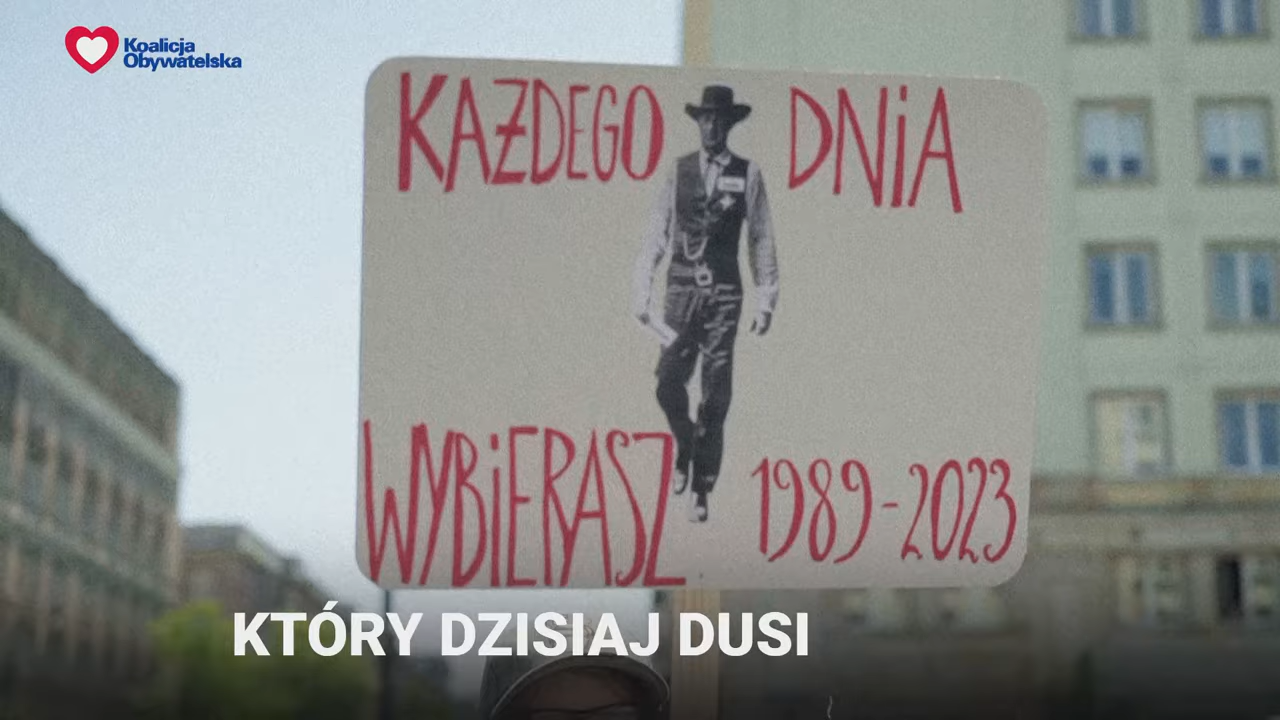 Koalicja
Obywatelska
KAŻDEGO DNiA
WYBiERASZ 1989-2023
KTÓRY DZISIAJ DUSI